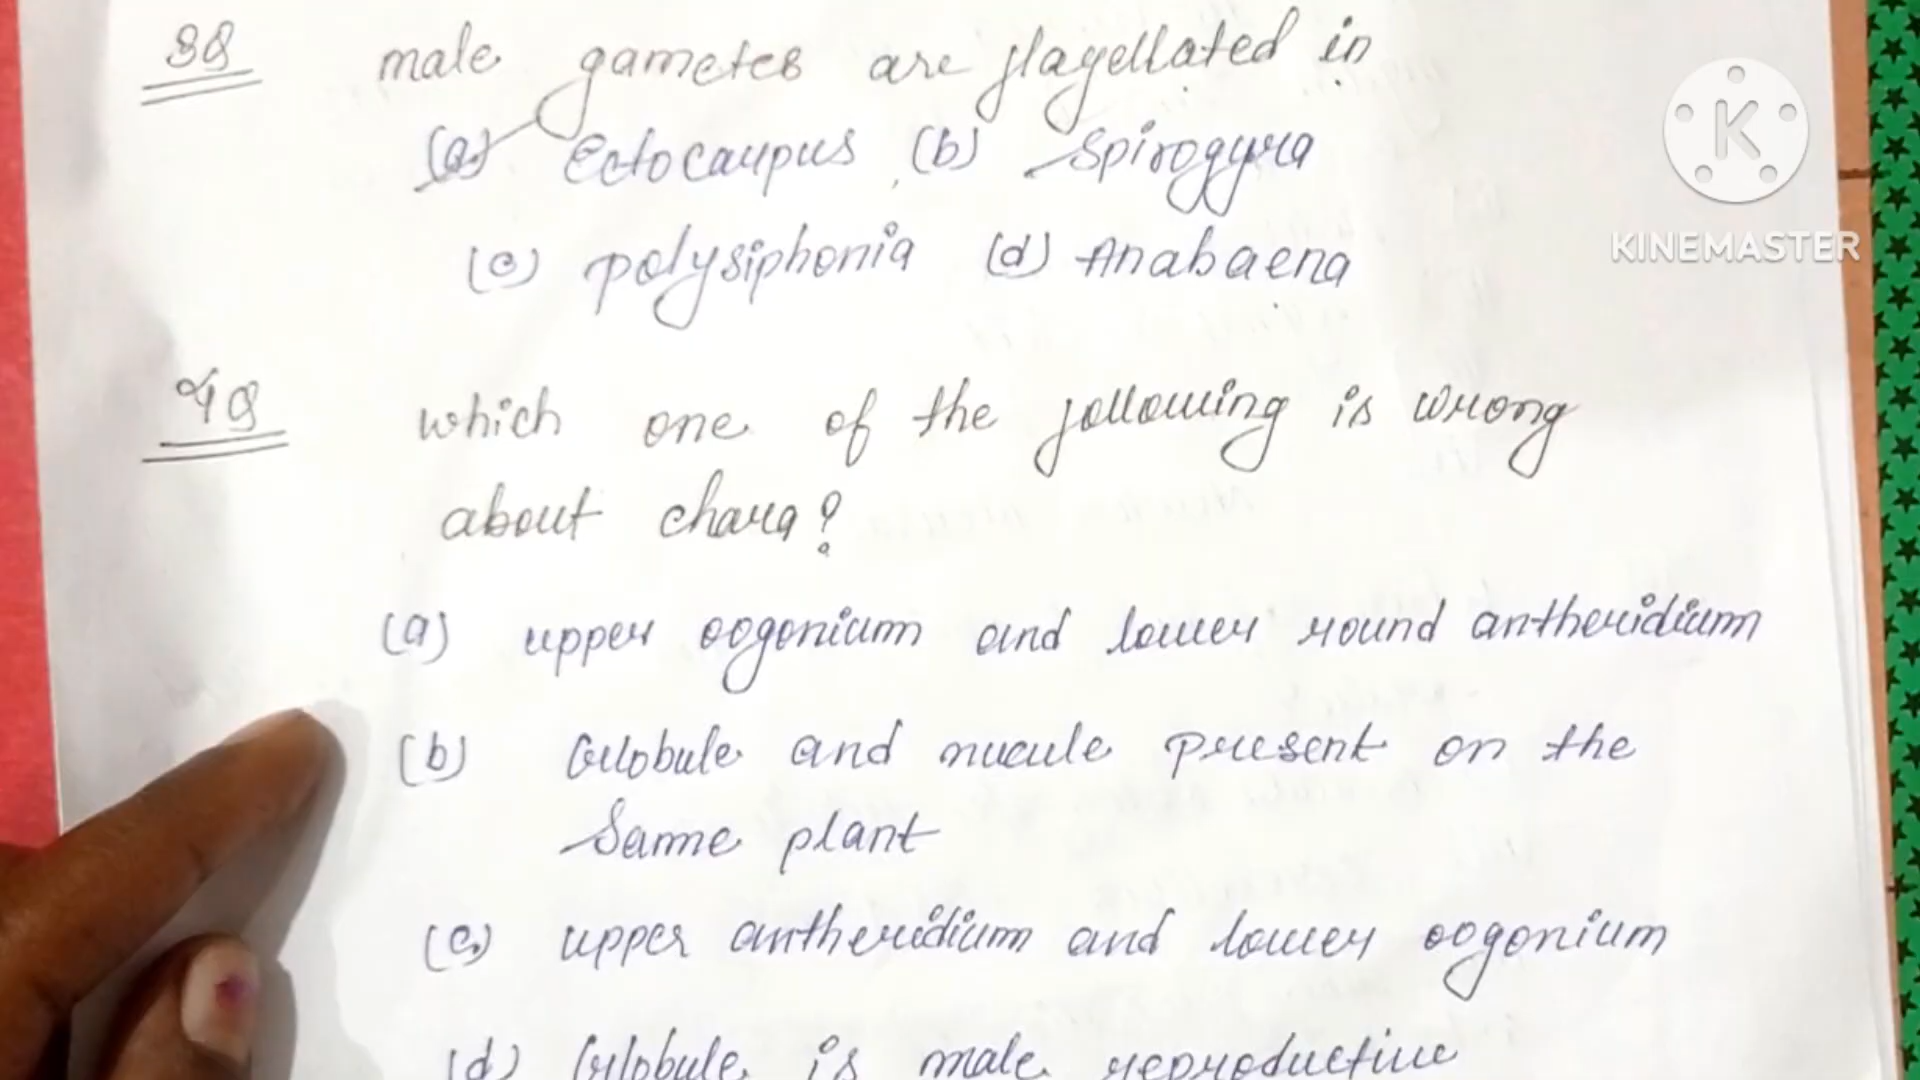 38 male gametes are flagellated in
(a) Ectocarpus, (b) Spirogyra
(c) polysiphonia (d) Anabaena
48 which one of the following is wrong
about chara?
(a) upper oogonium and lower round antheridium
(b) Globule and nucule present on the
Same plant
(c) upper antheridium and lower oogonium
(d) Globule is male reproductive
K
KINEMASTER